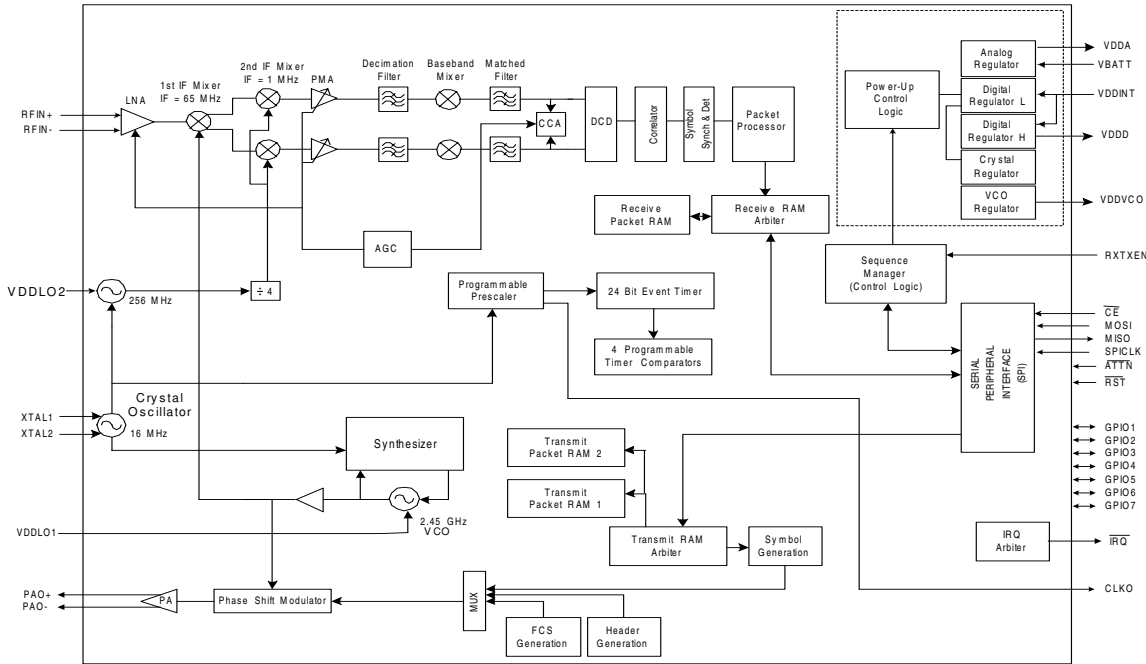 2nd IF Mixer
IF = 1 MHz
1st IF Mixer
IF = 65 MHz
LNA
PMA
Decimation
Filter
Baseband
Mixer
Matched
Filter
RFIN+
RFIN-
CCA
DCD
Correlator
Symbol
Synch & Det
Packet
Processor
AGC
Receive
Packet RAM
Receive RAM
Arbiter
Power-Up
Control
Logic
Analog
Regulator
Digital
Regulator L
Digital
Regulator H
Crystal
Regulator
VCO
Regulator
VDDA
VBATT
VDDINT
VDDD
VDDVCO
Sequence
Manager
(Control Logic)
RXTXEN
VDDLO2
256 MHz
÷ 4
Programmable
Prescaler
24 Bit Event Timer
4 Programmable
Timer Comparators
SERIAL
PERIPHERAL
INTERFACE
(SPI)
CE
MOSI
MISO
SPICLK
ATTN
RST
Crystal
Oscillator
XTAL1
XTAL2
16 MHz
Synthesizer
2.45 GHz
VCO
VDDLO1
Transmit
Packet RAM 2
Transmit
Packet RAM 1
Transmit RAM
Arbiter
Symbol
Generation
GPIO1
GPIO2
GPIO3
GPIO4
GPIO5
GPIO6
GPIO7
IRQ
Arbiter
IRQ
CLKO
PAO+
PAO-
PA
Phase Shift Modulator
MUX
FCS
Generation
Header
Generation